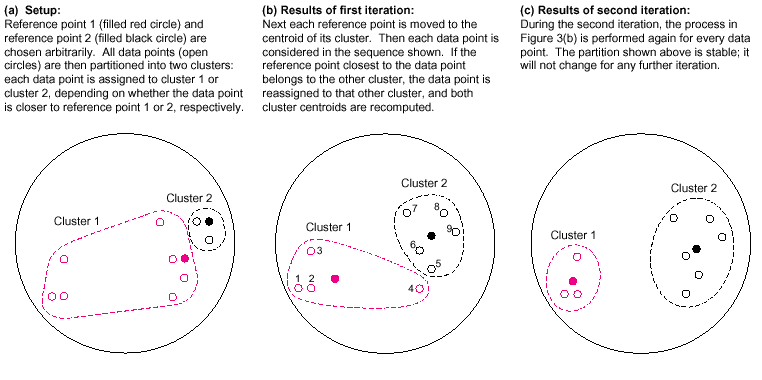 (a) Setup:
Reference point 1 (filled red circle) and
reference point 2 (filled black circle) are
chosen arbitrarily. All data points (open
circles) are then partitioned into two clusters:
each data point is assigned to cluster 1 or
cluster 2, depending on whether the data point
is closer to reference point 1 or 2, respectively.
(b) Results of first iteration:
Next each reference point is moved to the
centroid of its cluster. Then each data point is
considered in the sequence shown. If the
reference point closest to the data point
belongs to the other cluster, the data point is
reassigned to that other cluster, and both
cluster centroids are recomputed.
(c) Results of second iteration:
During the second iteration, the process in
Figure 3(b) is performed again for every data
point. The partition shown above is stable; it
will not change for any further iteration.
Cluster 2
Cluster 1
Cluster 2
7
8
9
6
5
Cluster 1
3
1 2
4
Cluster 2
Cluster 1